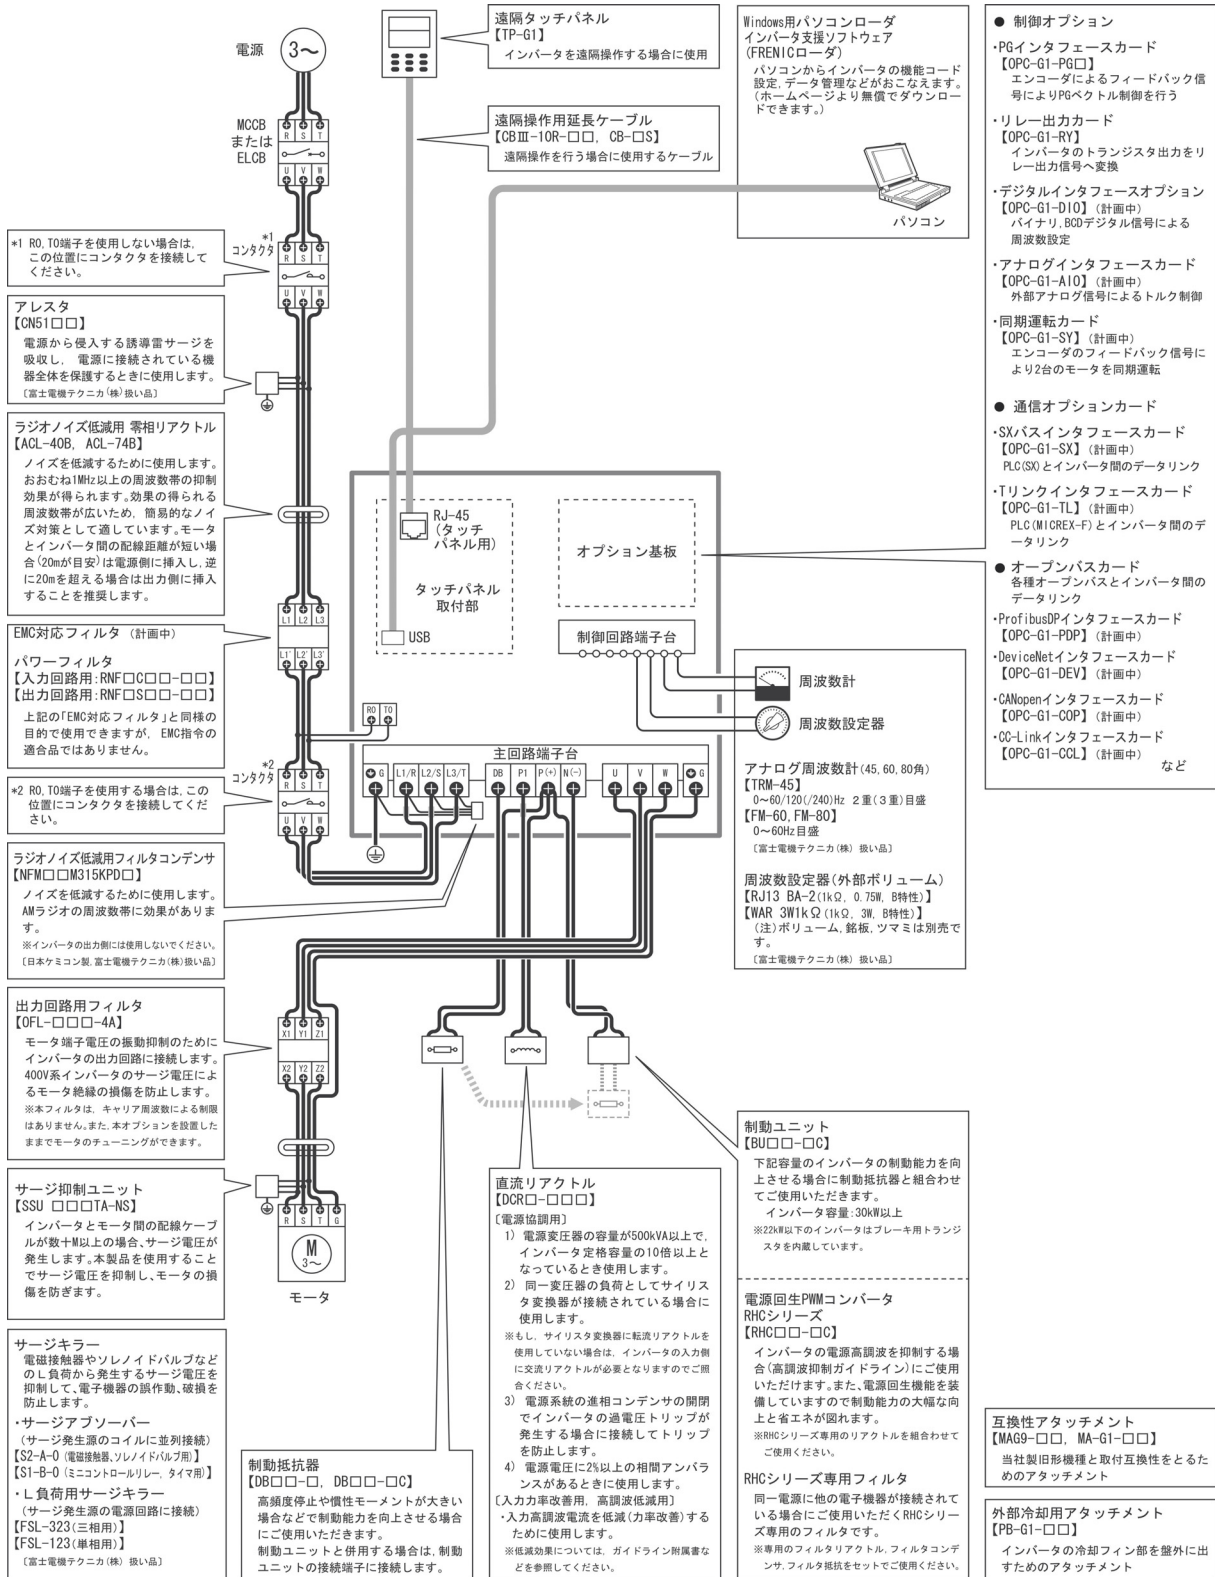 電源
3～
MCCB
または
ELCB
R S T
U V W
*1
コンタクタ
R S T
U V W
*1 R0,T0端子を使用しない場合は,
この位置にコンタクタを接続して
ください。
アレスタ
【CN51□□】
電源から侵入する誘導雷サージを
吸収し, 電源に接続されている機
器全体を保護するときに使用します。
〔富士電機テクニカ(株)扱い品〕
ラジオノイズ低減用 零相リアクトル
【ACL-40B, ACL-74B】
ノイズを低減するために使用します。
おおむね1MHz以上の周波数帯の抑制
効果が得られます。効果の得られる
周波数帯が広いため, 簡易的なノイ
ズ対策として適しています。モータ
とインバータ間の配線距離が短い場
合(20mが目安)は電源側に挿入し,逆
に20mを超える場合は出力側に挿入
することを推奨します。
L1 L2 L3
L1' L2' L3'
EMC対応フィルタ (計画中)
パワーフィルタ
【入力回路用:RNF□C□□-□□】
【出力回路用:RNF□S□□-□□】
上記の「EMC対応フィルタ」と同様の
目的で使用できますが, EMC指令の
適合品ではありません。
*2
コンタクタ
R S T
U V W
*2 R0,T0端子を使用する場合は,この
位置にコンタクタを接続してくだ
さい。
ラジオノイズ低減用フィルタコンデンサ
【NFM□□M315KPD□】
ノイズを低減するために使用します。
AMラジオの周波数帯に効果がありま
す。
※インバータの出力側には使用しないでください。
〔日本ケミコン製,富士電機テクニカ(株)扱い品〕
出力回路用フィルタ
【OFL-□□□-4A】
モータ端子電圧の振動抑制のために
インバータの出力回路に接続します。
400V系インバータのサージ電圧によ
るモータ絶縁の損傷を防止します。
※本フィルタは, キャリア周波数による制限
はありません。また,本オプションを設置した
ままでモータのチューニングができます。
X1 Y1 Z1
X2 Y2 Z2
サージ抑制ユニット
【SSU □□□TA-NS】
インバータとモータ間の配線ケーブ
ルが数十M以上の場合、サージ電圧が
発生します。本製品を使用すること
でサージ電圧を抑制し、モータの損
傷を防ぎます。
R S T G
M
3～
モータ
サージキラー
電磁接触器やソレノイドバルブなど
のL負荷から発生するサージ電圧を
抑制して、電子機器の誤作動、破損を
防止します。
・サージアブソーバー
(サージ発生源のコイルに並列接続)
【S2-A-0 (電磁接触器、ソレノイドバルブ用)】
【S1-B-0 (ミニコントロールリレー, タイマ用)】
・L負荷用サージキラー
(サージ発生源の電源回路に接続)
【FSL-323(三相用)】
【FSL-123(単相用)】
〔富士電機テクニカ(株) 扱い品〕
遠隔タッチパネル
【TP-G1】
インバータを遠隔操作する場合に使用
遠隔操作用延長ケーブル
【CBⅢ-10R-□□, CB-□S】
遠隔操作を行う場合に使用するケーブル
Windows用パソコンローダ
インバータ支援ソフトウェア
(FRENICローダ)
パソコンからインバータの機能コード
設定,データ管理などがおこなえます。
(ホームページより無償でダウンロー
ドできます。)
パソコン
RJ-45
(タッチ
パネル用)
タッチパネル
取付部
USB
オプション基板
制御回路端子台
R0 T0
主回路端子台
G L1/R L2/S L3/T DB P1 P(+) N(-) U V W G
周波数計
周波数設定器
アナログ周波数計(45,60,80角)
【TRM-45】
0～60/120(/240)Hz 2重(3重)目盛
【FM-60,FM-80】
0～60Hz目盛
〔富士電機テクニカ(株) 扱い品〕
周波数設定器(外部ボリューム)
【RJ13 BA-2(1kΩ, 0.75W, B特性)】
【WAR 3W1kΩ(1kΩ, 3W, B特性)】
(注)ボリューム,銘板,ツマミは別売で
す。
〔富士電機テクニカ(株) 扱い品〕
制動抵抗器
【DB□□-□, DB□□-□C】
高頻度停止や慣性モーメントが大きい
場合などで制動能力を向上させる場合
にご使用いただきます。
制動ユニットと併用する場合は,制動
ユニットの接続端子に接続します。
直流リアクトル
【DCR□-□□□】
〔電源協調用〕
1) 電源変圧器の容量が500kVA以上で,
インバータ定格容量の10倍以上と
なっているとき使用します。
2) 同一変圧器の負荷としてサイリス
タ変換器が接続されている場合に
使用します。
※もし, サイリスタ変換器に転流リアクトルを
使用していない場合は, インバータの入力側
に交流リアクトルが必要となりますのでご照
合ください。
3) 電源系統の進相コンデンサの開閉
でインバータの過電圧トリップが
発生する場合に接続してトリップ
を防止します。
4) 電源電圧に2%以上の相間アンバラ
ンスがあるときに使用します。
〔入力力率改善用, 高調波低減用〕
・入力高調波電流を低減(力率改善)する
ために使用します。
※低減効果については, ガイドライン附属書な
どを参照してください。
制動ユニット
【BU□□-□C】
下記容量のインバータの制動能力を向
上させる場合に制動抵抗器と組合わせ
てご使用いただきます。
インバータ容量:30kW以上
※22kW以下のインバータはブレーキ用トランジ
スタを内蔵しています。
電源回生PWMコンバータ
RHCシリーズ
【RHC□□-□C】
インバータの電源高調波を抑制する場
合(高調波抑制ガイドライン)にご使用
いただけます。また、電源回生機能を装
備していますので制動能力の大幅な向
上と省エネが図れます。
※RHCシリーズ専用のリアクトルを組合わせて
ご使用ください。
RHCシリーズ専用フィルタ
同一電源に他の電子機器が接続されて
いる場合にご使用いただくRHCシリー
ズ専用のフィルタです。
※専用のフィルタリアクトル,フィルタコンデ
ンサ,フィルタ抵抗をセットでご使用ください。
● 制御オプション
・PGインタフェースカード
【OPC-G1-PG□】
エンコーダによるフィードバック信
号によりPGベクトル制御を行う
・リレー出力カード
【OPC-G1-RY】
インバータのトランジスタ出力をリ
レー出力信号へ変換
・デジタルインタフェースオプション
【OPC-G1-DIO】(計画中)
バイナリ,BCDデジタル信号による
周波数設定
・アナログインタフェースカード
【OPC-G1-AIO】(計画中)
外部アナログ信号によるトルク制御
・同期運転カード
【OPC-G1-SY】(計画中)
エンコーダのフィードバック信号に
より2台のモータを同期運転
● 通信オプションカード
・SXバスインタフェースカード
【OPC-G1-SX】(計画中)
PLC(SX)とインバータ間のデータリンク
・Tリンクインタフェースカード
【OPC-G1-TL】(計画中)
PLC(MICREX-F)とインバータ間のデ
ータリンク
● オープンバスカード
各種オープンバスとインバータ間の
データリンク
・ProfibusDPインタフェースカード
【OPC-G1-PDP】(計画中)
・DeviceNetインタフェースカード
【OPC-G1-DEV】(計画中)
・CANopenインタフェースカード
【OPC-G1-COP】(計画中)
・CC-Linkインタフェースカード
【OPC-G1-CCL】(計画中)
など
互換性アタッチメント
【MAG9-□□, MA-G1-□□】
当社製旧形機種と取付互換性をとるた
めのアタッチメント
外部冷却用アタッチメント
【PB-G1-□□】
インバータの冷却フィン部を盤外に出
すためのアタッチメント